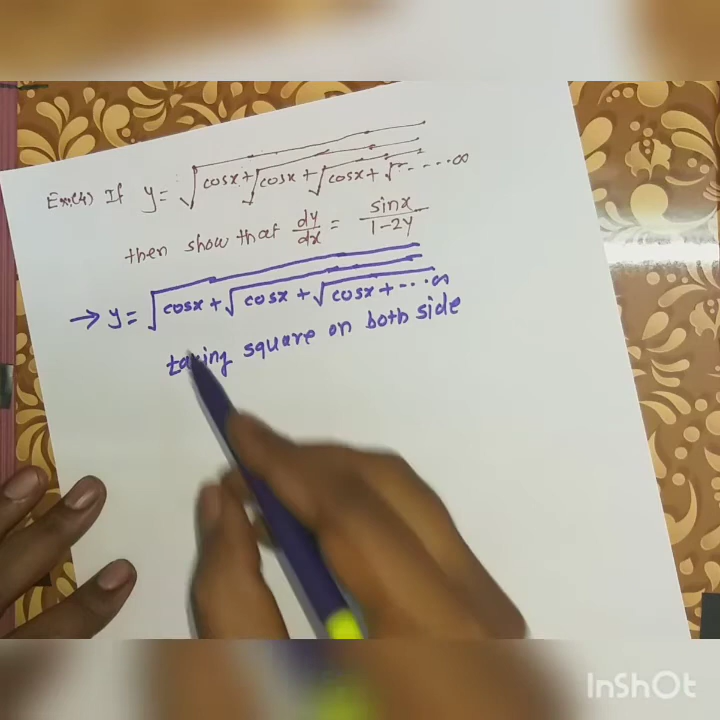 Ex.(4) If y = √cosx + √cosx + √cosx + √ - - - - ∞
then show that dy/dx = sinx/1-2y
→ y = √cosx + √cosx + √cosx + - - - ∞
taking square on both side
InShOt